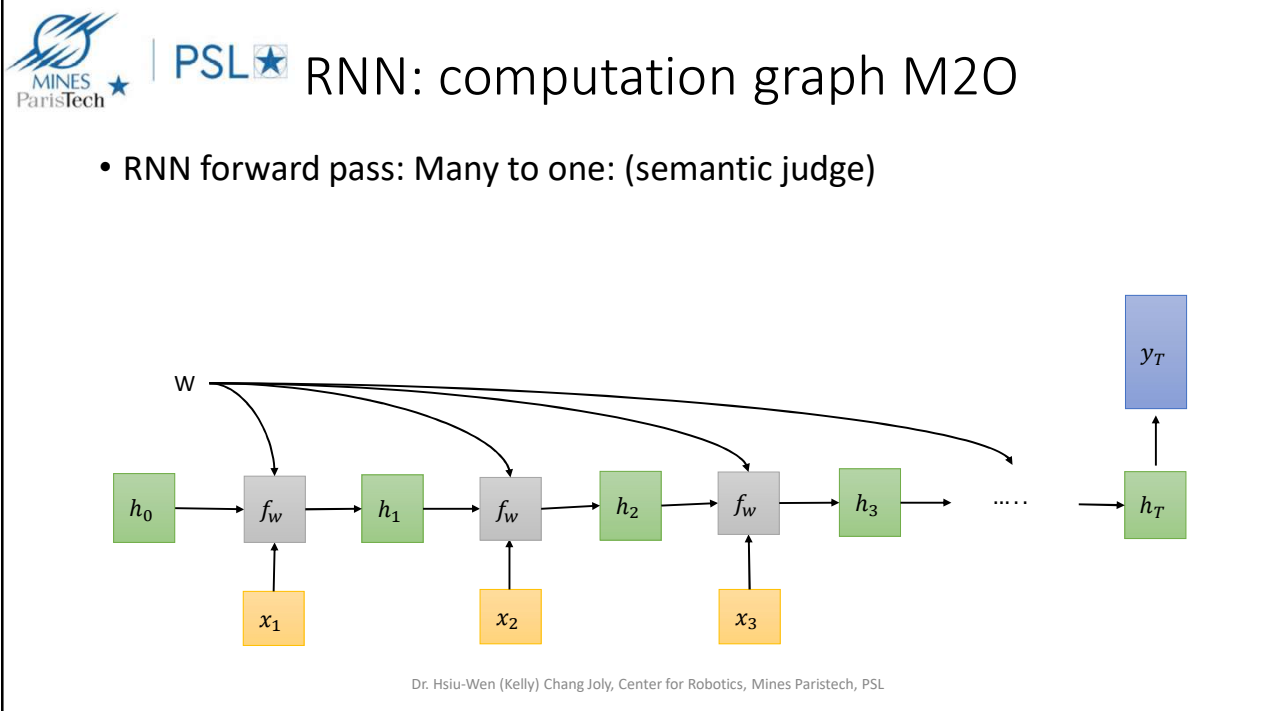 MINES
ParisTech
PSL
RNN: computation graph M2O
• RNN forward pass: Many to one: (semantic judge)
y_T
W
h_0 f_w h_1 f_w h_2 f_w h_3 ..... h_T
x_1 x_2 x_3
Dr. Hsiu-Wen (Kelly) Chang Joly, Center for Robotics, Mines Paristech, PSL